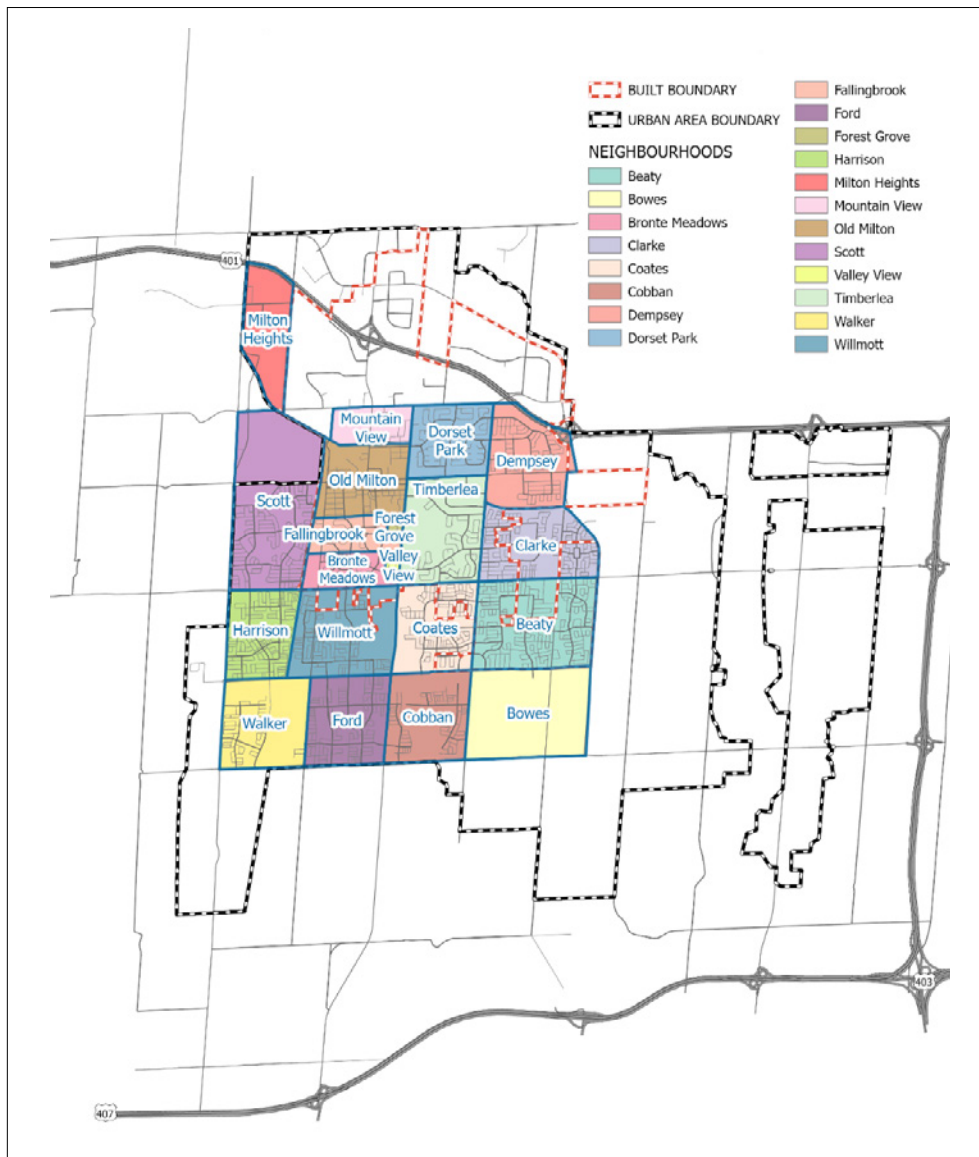 BUILT BOUNDARY
URBAN AREA BOUNDARY
NEIGHBOURHOODS
Beaty
Bowes
Bronte Meadows
Clarke
Coates
Cobban
Dempsey
Dorset Park
Fallingbrook
Ford
Forest Grove
Harrison
Milton Heights
Mountain View
Old Milton
Scott
Valley View
Timberlea
Walker
Willmott
401
Milton
Heights
Mountain
View
Dorset
Park
Dempsey
Old Milton
Timberlea
Scott
Fallingbrook
Forest
Grove
Clarke
Bronte
Meadows
Valley
View
Harrison
Willmott
Coates
Beaty
Walker
Ford
Cobban
Bowes
403
407